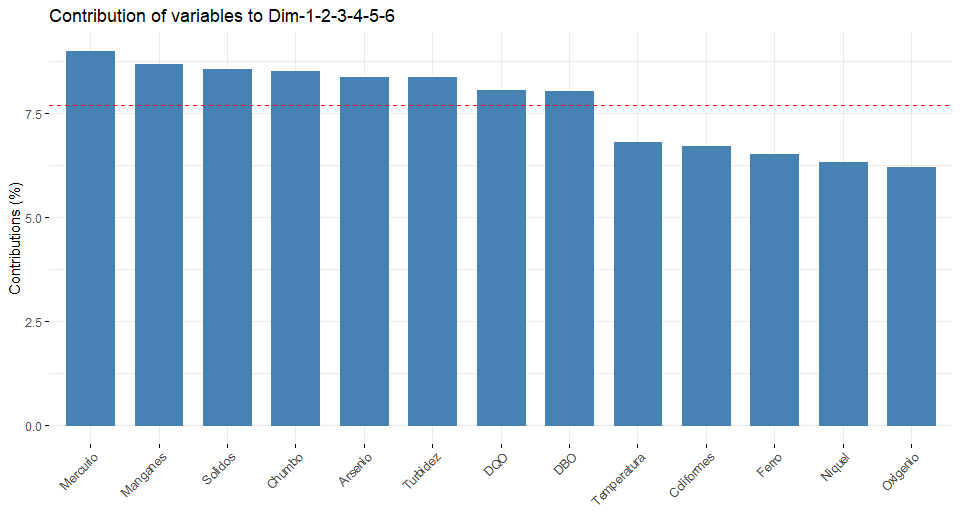 Contribution of variables to Dim-1-2-3-4-5-6
Contributions (%)
7.5
5.0
2.5
0.0
Mercurio
Manganes
Solidos
Chumbo
Arsenio
Turbidez
DQO
DBO
Temperatura
Coliformes
Ferro
Niquel
Oxigenio